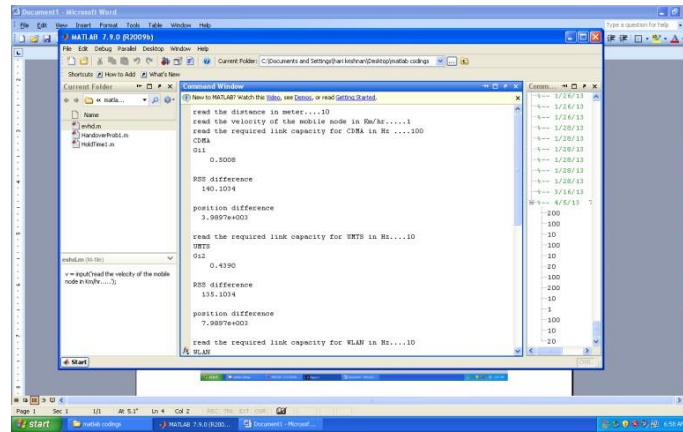 Document1 - Microsoft Word
File Edit View Insert Format Tools Table Window Help
Type a question for help
MATLAB 7.9.0 (R2009b)
File Edit Debug Parallel Desktop Window Help
Current Folder: C:\Documents and Settings\hari krishnan\Desktop\matlab codings
Shortcuts How to Add What's New
Current Folder
« matla...
Name
evhd.m
HandoverProb1.m
HoldTime1.m
evhd.m (M-file)
v = input('read the velocity of the mobile
node in Km/hr.....');
Command Window
New to MATLAB? Watch this Video, see Demos, or read Getting Started.
read the distance in meter....10
read the velocity of the mobile node in Km/hr.....1
read the required link capacity for CDMA in Hz ....100
CDMA
Gi1
0.5008
RSS difference
140.1034
position difference
3.9897e+003
read the required link capacity for UMTS in Hz....10
UMTS
Gi2
0.4390
RSS difference
135.1034
position difference
7.9897e+003
read the required link capacity for WLAN in Hz....10
WLAN
Comm...
1/26/13
1/26/13
1/26/13
1/28/13
1/28/13
1/28/13
1/28/13
1/28/13
1/28/13
3/16/13
4/5/13 7
200
100
10
100
10
20
100
200
10
1
100
10
20
Start
OVR
Page 1 Sec 1 1/1 At 5.1" Ln 4 Col 2 REC TRK EXT OVR
start
matlab codings
MATLAB 7.9.0 (R200...
Document1 - Microsof...
6:58 AM